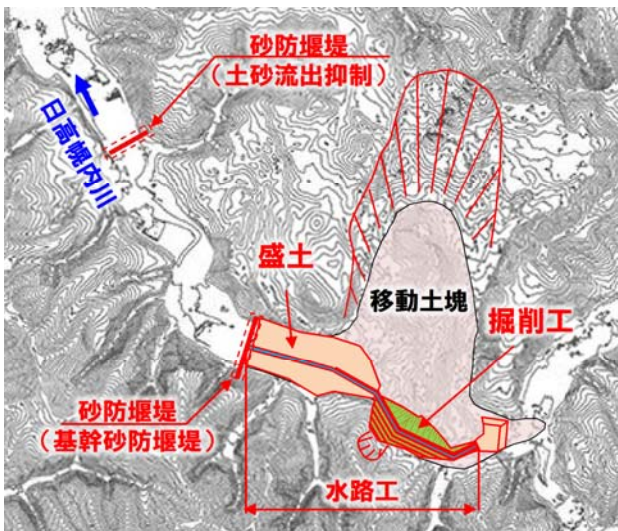 砂防堰堤
（土砂流出抑制）
日高幌内川
盛土
移動土塊
掘削工
砂防堰堤
（基幹砂防堰堤）
水路工